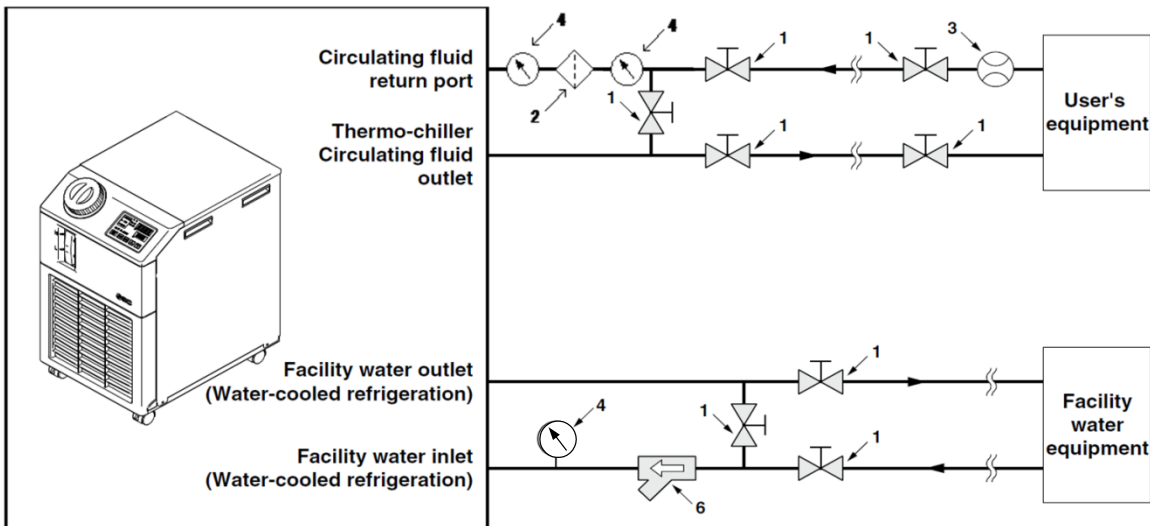 4
4
1
1
3
Circulating fluid
return port
2
1
User's
equipment
Thermo-chiller
Circulating fluid
outlet
1
1
Facility water outlet
(Water-cooled refrigeration)
1
4
1
Facility
water
equipment
1
Facility water inlet
(Water-cooled refrigeration)
6